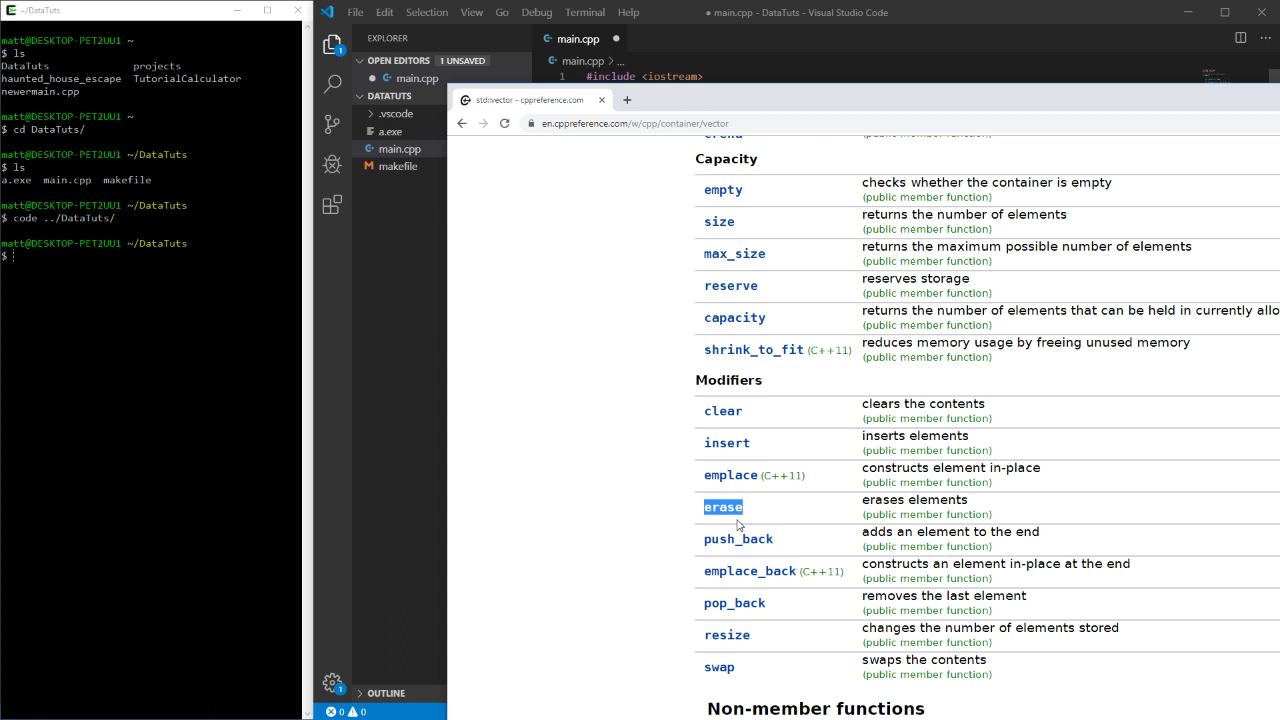 ~/DataTuts
matt@DESKTOP-PET2UU1 ~
$ ls
DataTuts projects
haunted_house_escape TutorialCalculator
newermain.cpp
matt@DESKTOP-PET2UU1 ~
$ cd DataTuts/
matt@DESKTOP-PET2UU1 ~/DataTuts
$ ls
a.exe main.cpp makefile
matt@DESKTOP-PET2UU1 ~/DataTuts
$ code ../DataTuts/
matt@DESKTOP-PET2UU1 ~/DataTuts
$
File Edit Selection View Go Debug Terminal Help
● main.cpp - DataTuts - Visual Studio Code
EXPLORER
OPEN EDITORS 1 UNSAVED
main.cpp
DATATUTS
.vscode
a.exe
main.cpp
makefile
OUTLINE
1
1
0 0
main.cpp
main.cpp > ...
1 #include <iostream>
std::vector - cppreference.com
en.cppreference.com/w/cpp/container/vector
Capacity
empty checks whether the container is empty
(public member function)
size returns the number of elements
(public member function)
max_size returns the maximum possible number of elements
(public member function)
reserve reserves storage
(public member function)
capacity returns the number of elements that can be held in currently allo
(public member function)
shrink_to_fit (C++11) reduces memory usage by freeing unused memory
(public member function)
Modifiers
clear clears the contents
(public member function)
insert inserts elements
(public member function)
emplace (C++11) constructs element in-place
(public member function)
erase erases elements
(public member function)
push_back adds an element to the end
(public member function)
emplace_back (C++11) constructs an element in-place at the end
(public member function)
pop_back removes the last element
(public member function)
resize changes the number of elements stored
(public member function)
swap swaps the contents
(public member function)
Non-member functions